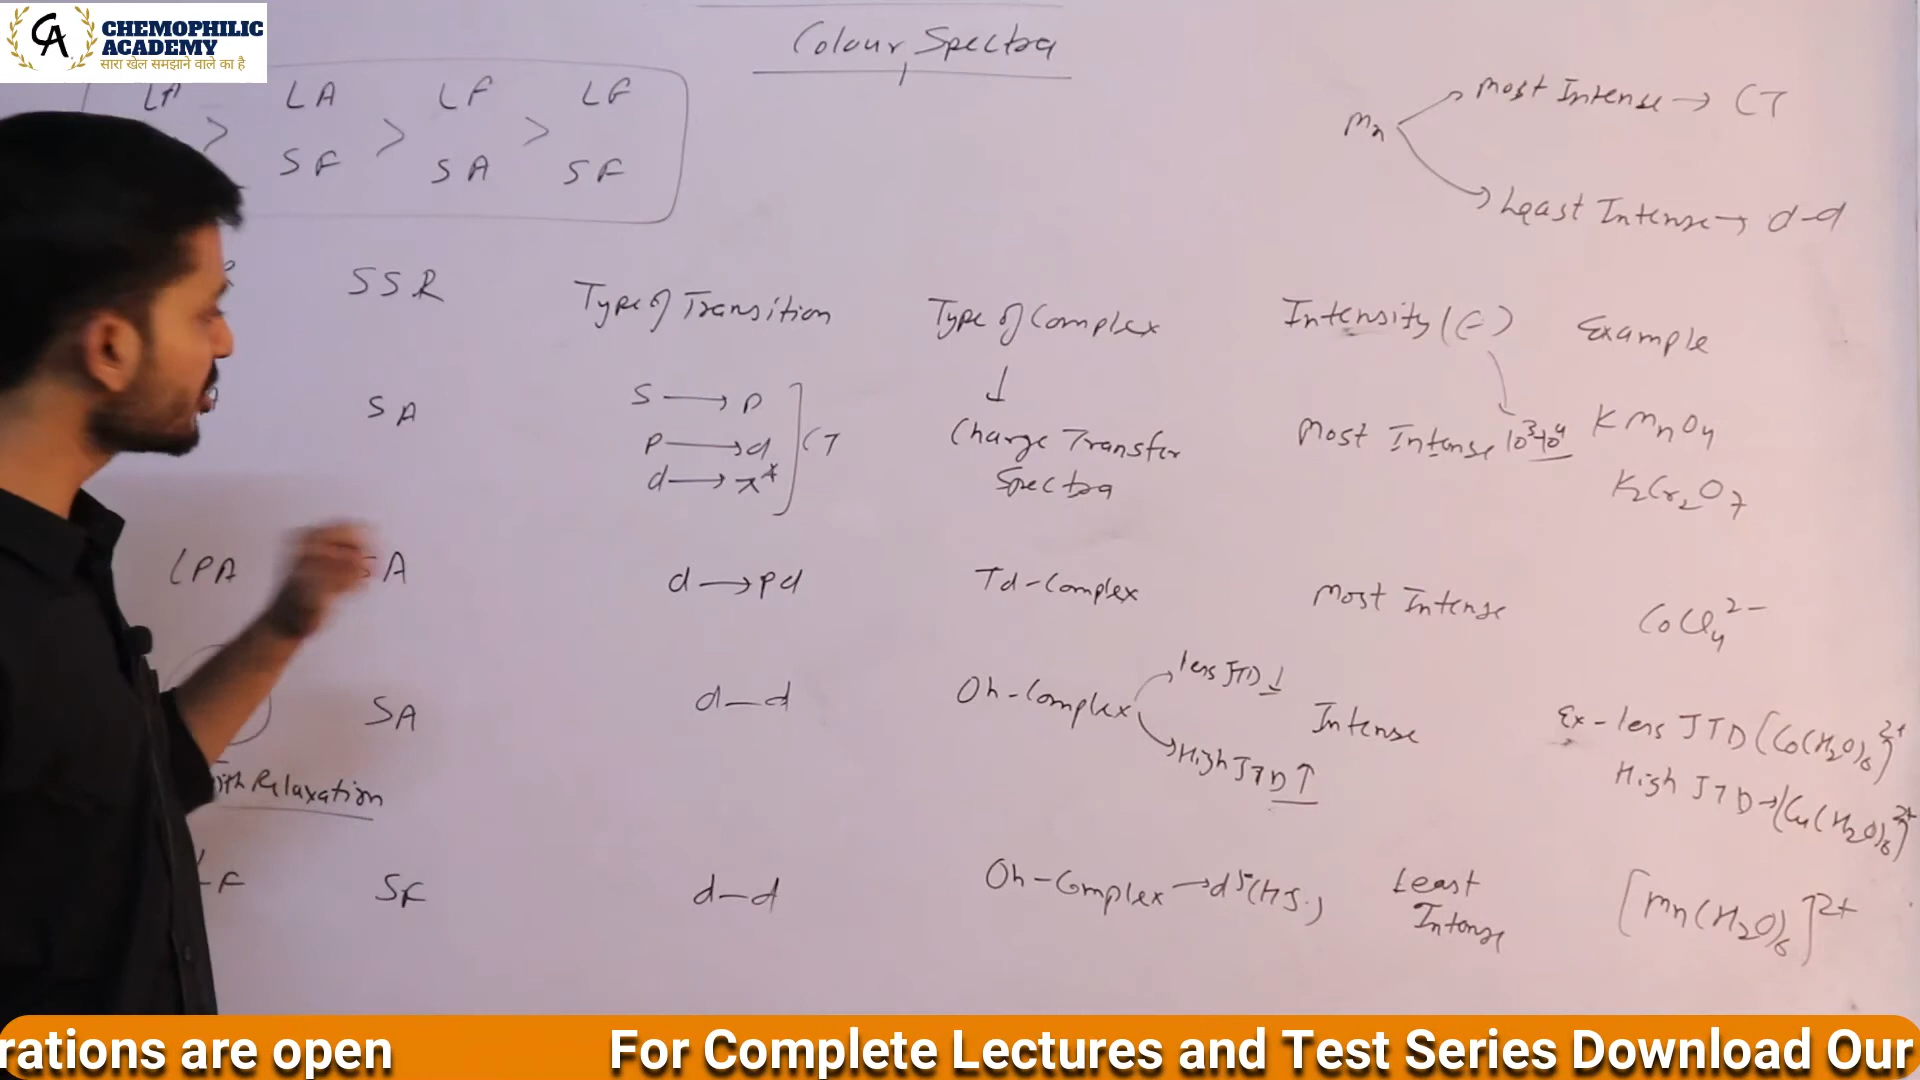 CA
CHEMOPHILIC
ACADEMY
सारा खेल समझाने वाले का है
Colour, Spectra
LA LA LF LF
> > >
SF SA SF
Mn
Most Intense → CT
Least Intense → d-d
SSR Type of Transition Type of Complex Intensity (ϵ) Example
SA
S → P
P → d
d → π*
CT
↓
Charge Transfer
Spectra
Most Intense 10³-10⁴
KMnO4
K2Cr2O7
LPA SA d → pd Td-Complex Most Intense CoCl4²⁻
SA d-d Oh-Complex
less JTD ↓
High JTD ↑
Intense
Ex - less JTD [Co(H2O)6]²⁺
High JTD → [Cu(H2O)6]²⁺
Relaxation
LF SF d-d Oh-Complex → d⁵(H.S.) Least
Intense
[Mn(H2O)6]²⁺
rations are open For Complete Lectures and Test Series Download Our